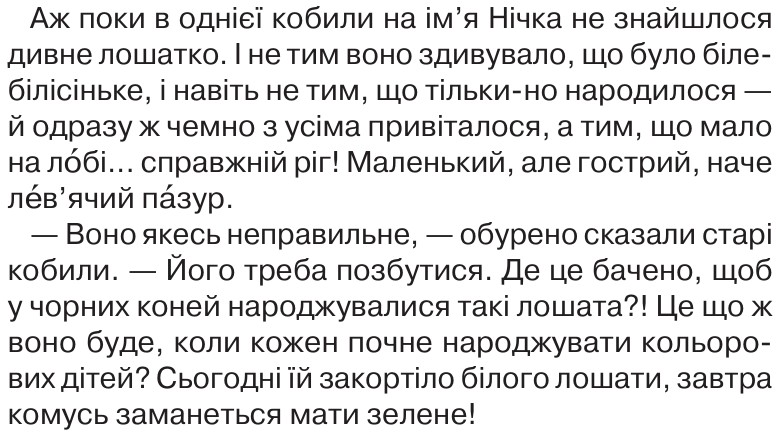 Аж поки в однієї кобили на ім’я Нічка не знайшлося
дивне лошатко. І не тим воно здивувало, що було біле-
білісіньке, і навіть не тим, що тільки-но народилося —
й одразу ж чемно з усіма привіталося, а тим, що мало
на ло́бі... справжній ріг! Маленький, але гострий, наче
ле́в’ячий па́зур.
— Воно якесь неправильне, — обурено сказали старі
кобили. — Його треба позбутися. Де це бачено, щоб
у чорних коней народжувалися такі лошата?! Це що ж
воно буде, коли кожен почне народжувати кольоро-
вих дітей? Сьогодні їй закортіло білого лошати, завтра
комусь заманеться мати зелене!